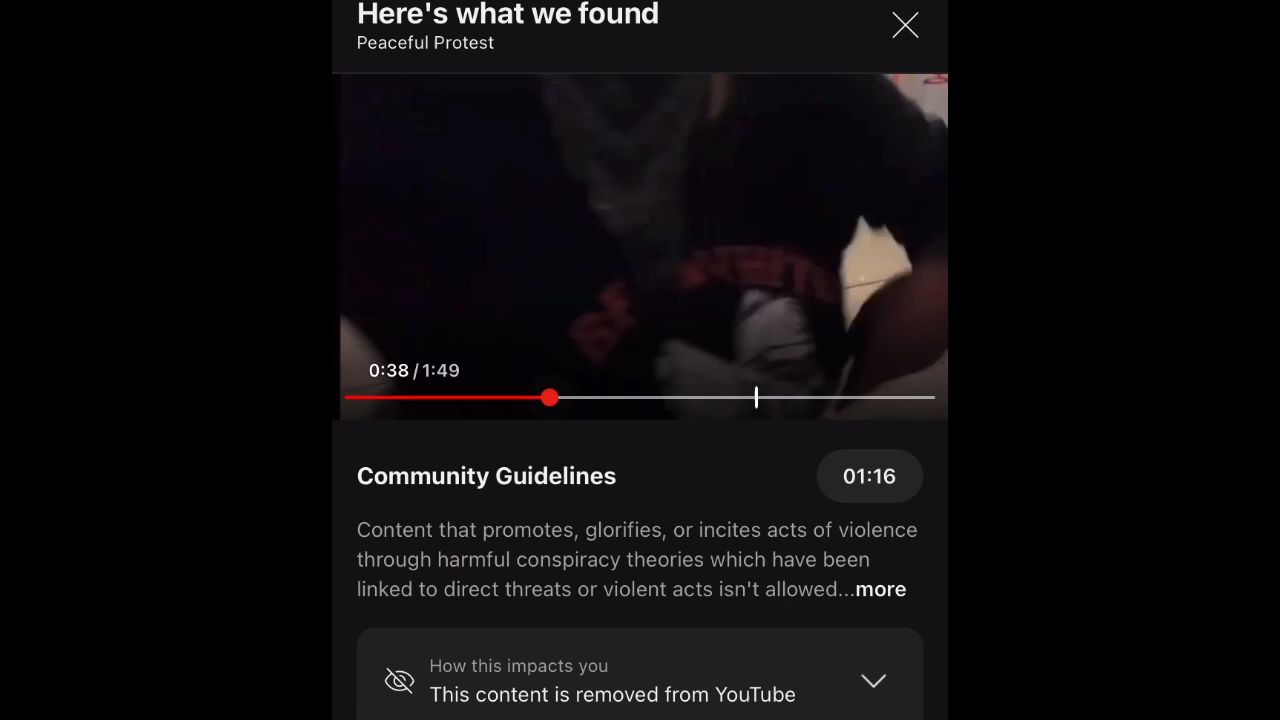 Here's what we found
Peaceful Protest
0:38 / 1:49
Community Guidelines
01:16
Content that promotes, glorifies, or incites acts of violence
through harmful conspiracy theories which have been
linked to direct threats or violent acts isn't allowed...more
How this impacts you
This content is removed from YouTube